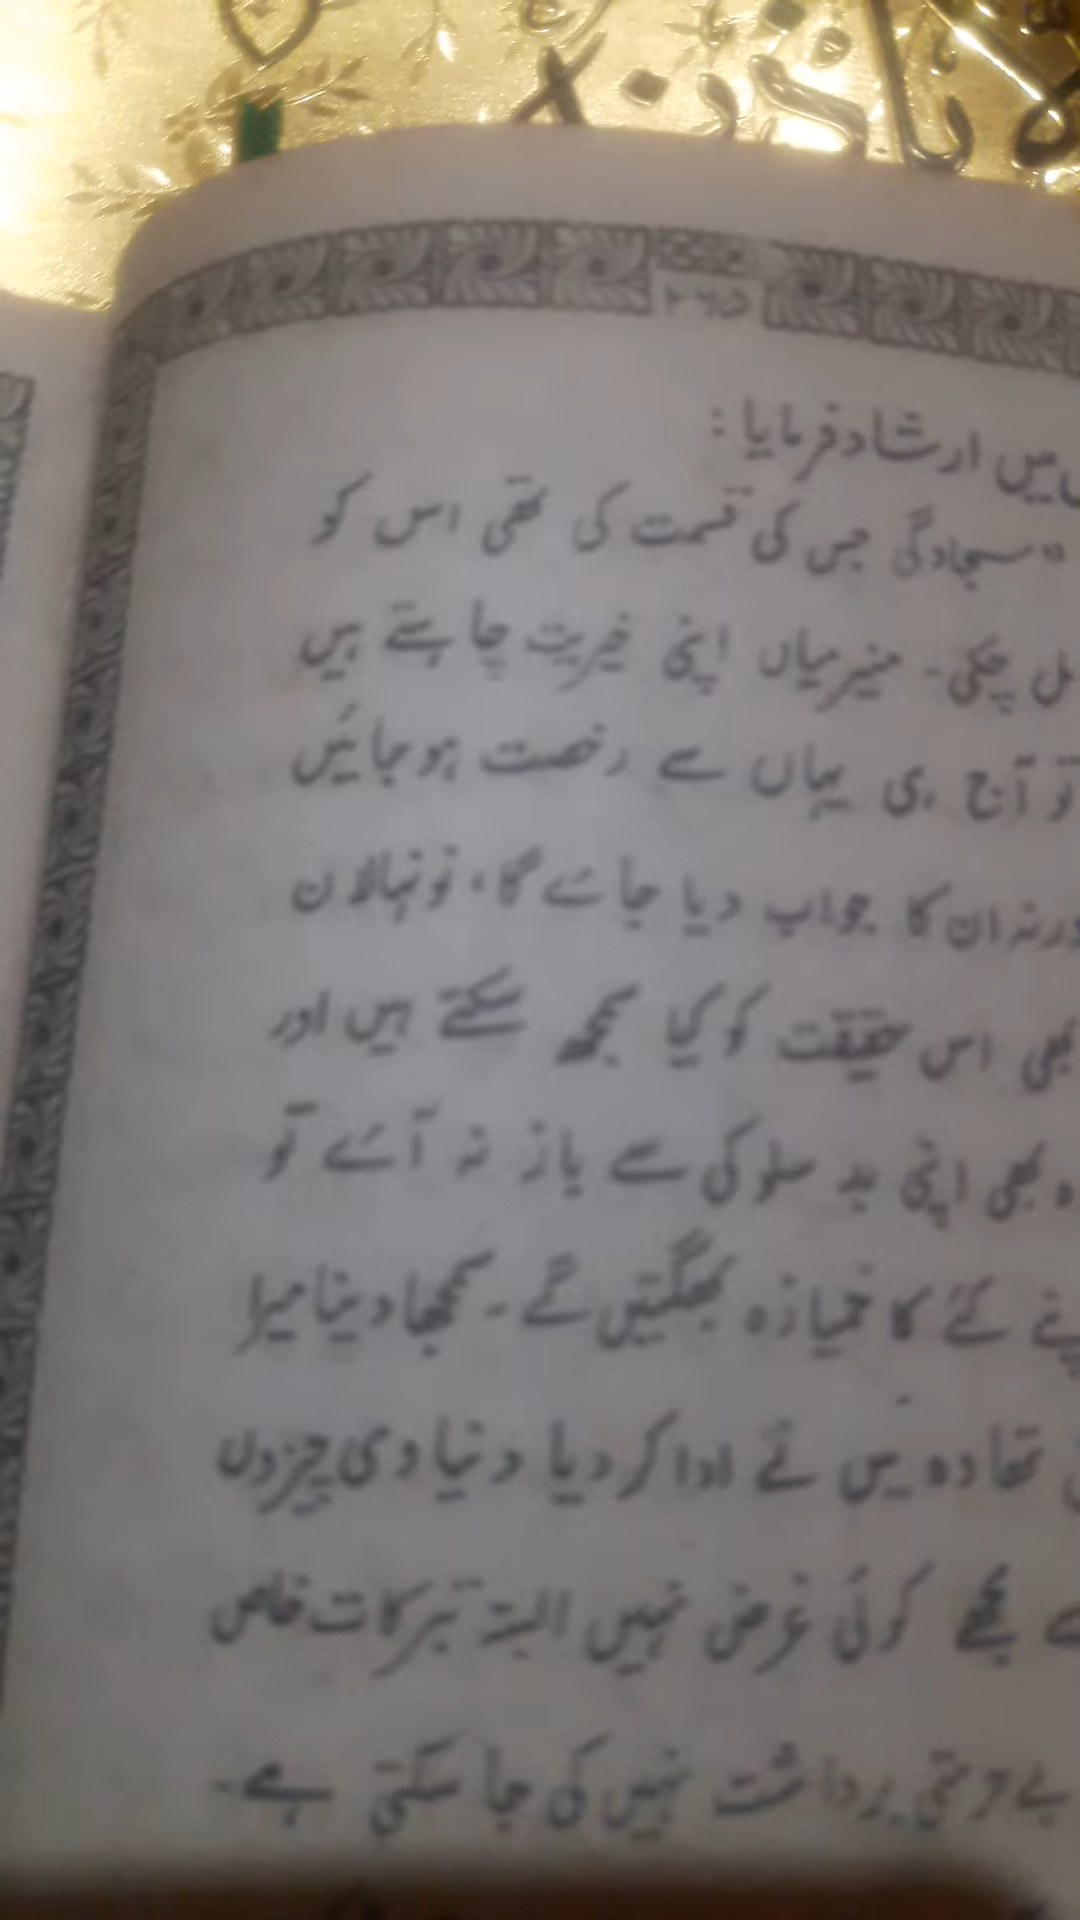 ۲۶۵
میں ارشاد فرمایا :
"سجادگی جس کی قسمت کی تھی اس کو
مل چکی۔ منیر میاں اپنی خیریت چاہتے ہیں
تو آج ہی یہاں سے رخصت ہو جائیں
ورنہ ان کا جواب دیا جائے گا، نونہالان
بھی اس حقیقت کو کیا سمجھ سکتے ہیں اور
وہ بھی اپنی بد سلوکی سے باز نہ آئے تو
اپنے کئے کا خمیازہ بھگتیں گے۔ سمجھا دینا میرا
تھا وہ میں نے ادا کر دیا دنیاوی چیزوں
سے مجھے کوئی غرض نہیں البتہ تبرکات خاص
بے حرمتی برداشت نہیں کی جا سکتی ہے۔